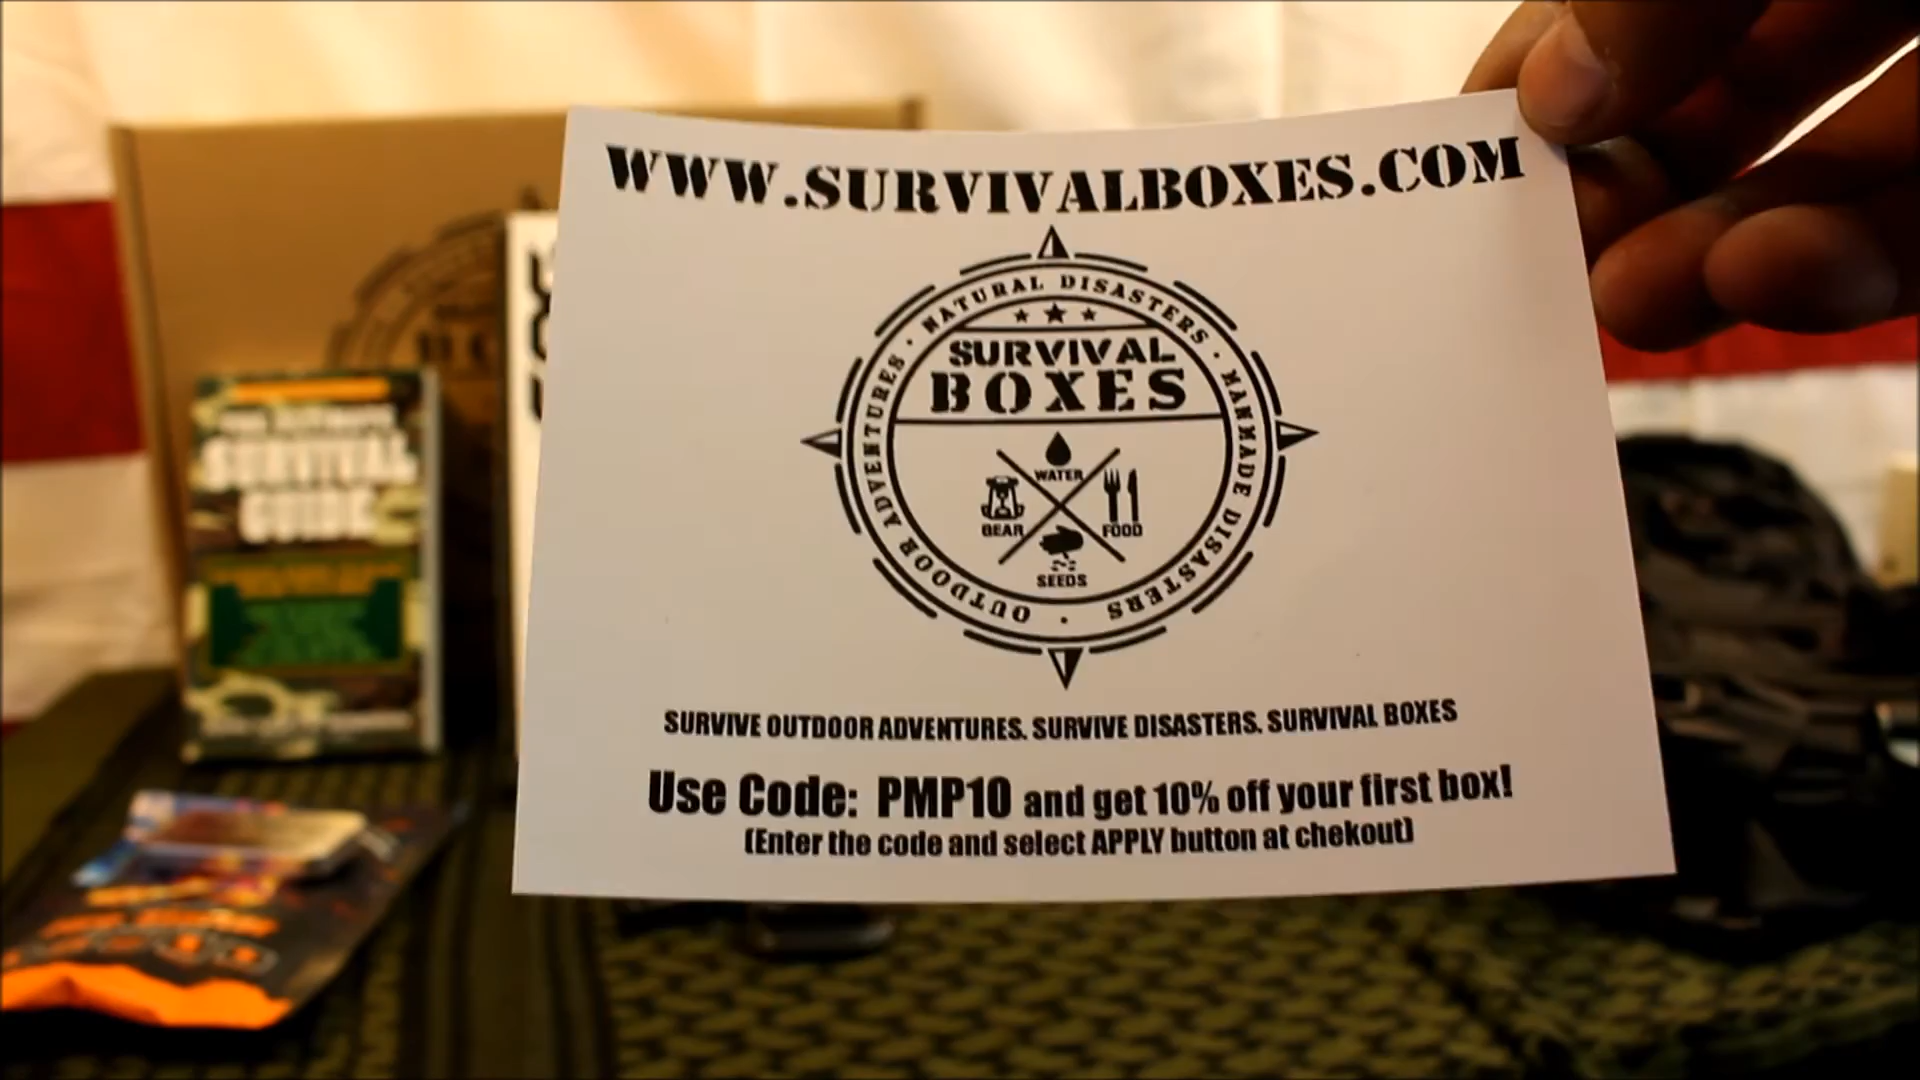 WWW.SURVIVALBOXES.COM
NATURAL DISASTERS · MANMADE DISASTERS · OUTDOOR ADVENTURES ·
SURVIVAL
BOXES
WATER
GEAR
FOOD
SEEDS
SURVIVE OUTDOOR ADVENTURES. SURVIVE DISASTERS. SURVIVAL BOXES
Use Code: PMP10 and get 10% off your first box!
(Enter the code and select APPLY button at chekout)
THE ULTIMATE
SURVIVAL
GUIDE